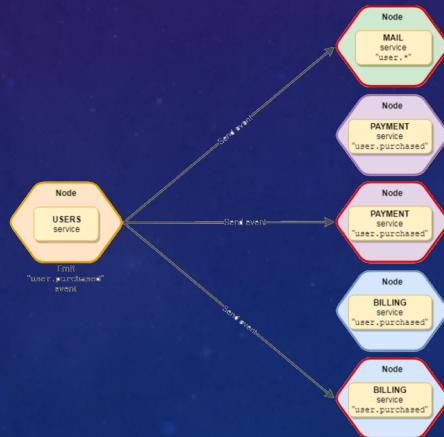 Node
MAIL
service
"user.*"
Send event
Node
PAYMENT
service
"user.purchased"
Node
USERS
service
Emit
"user.purchased"
event
Send event
Node
PAYMENT
service
"user.purchased"
Send event
Node
BILLING
service
"user.purchased"
Node
BILLING
service
"user.purchased"